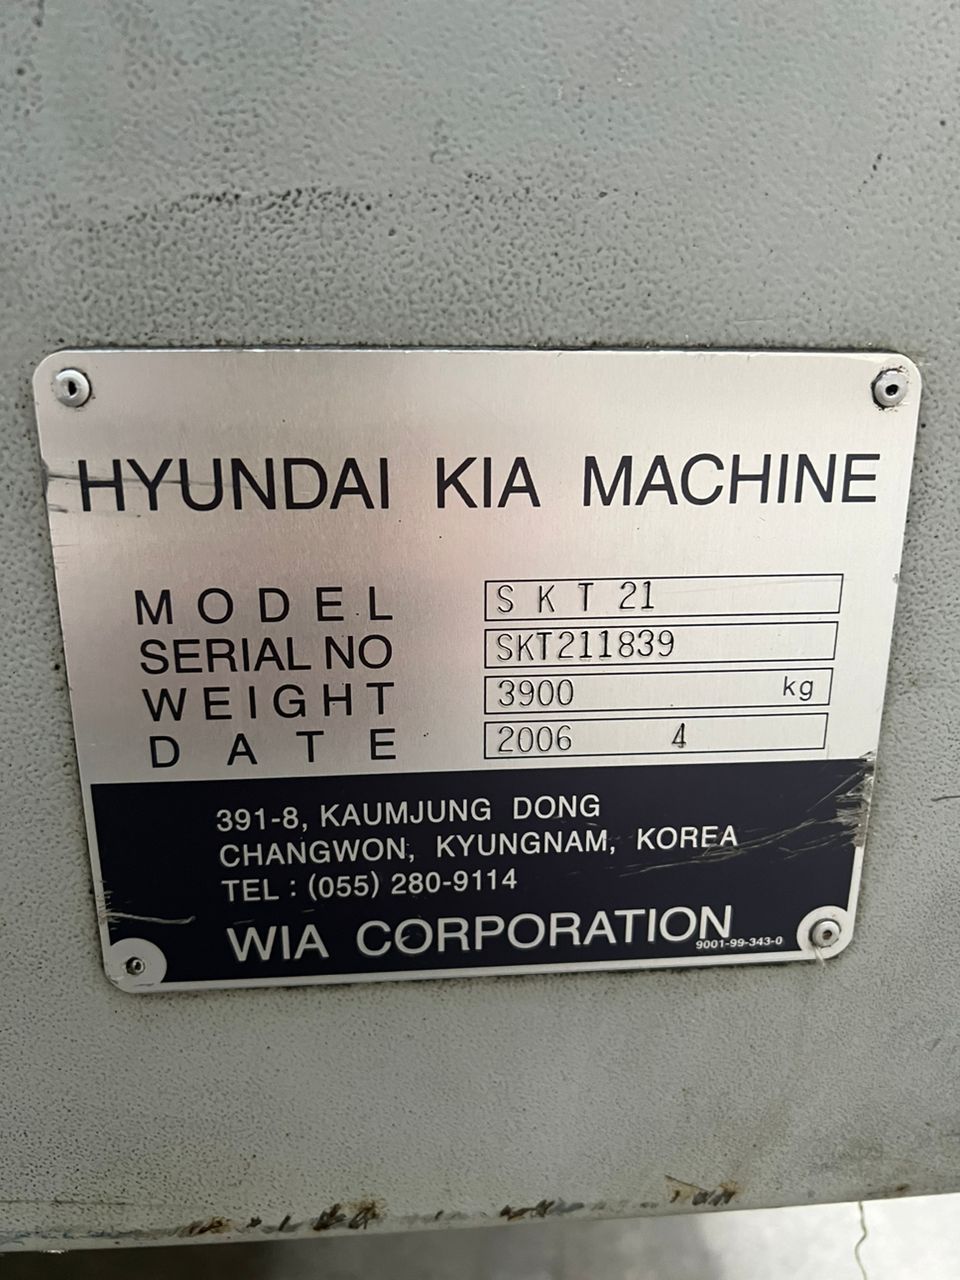 HYUNDAI KIA MACHINE
MODEL S K T 21
SERIAL NO SKT211839
WEIGHT 3900 kg
DATE 2006 4
391-8, KAUMJUNG DONG
CHANGWON, KYUNGNAM, KOREA
TEL : (055) 280-9114
WIA CORPORATION
9001-99-343-0